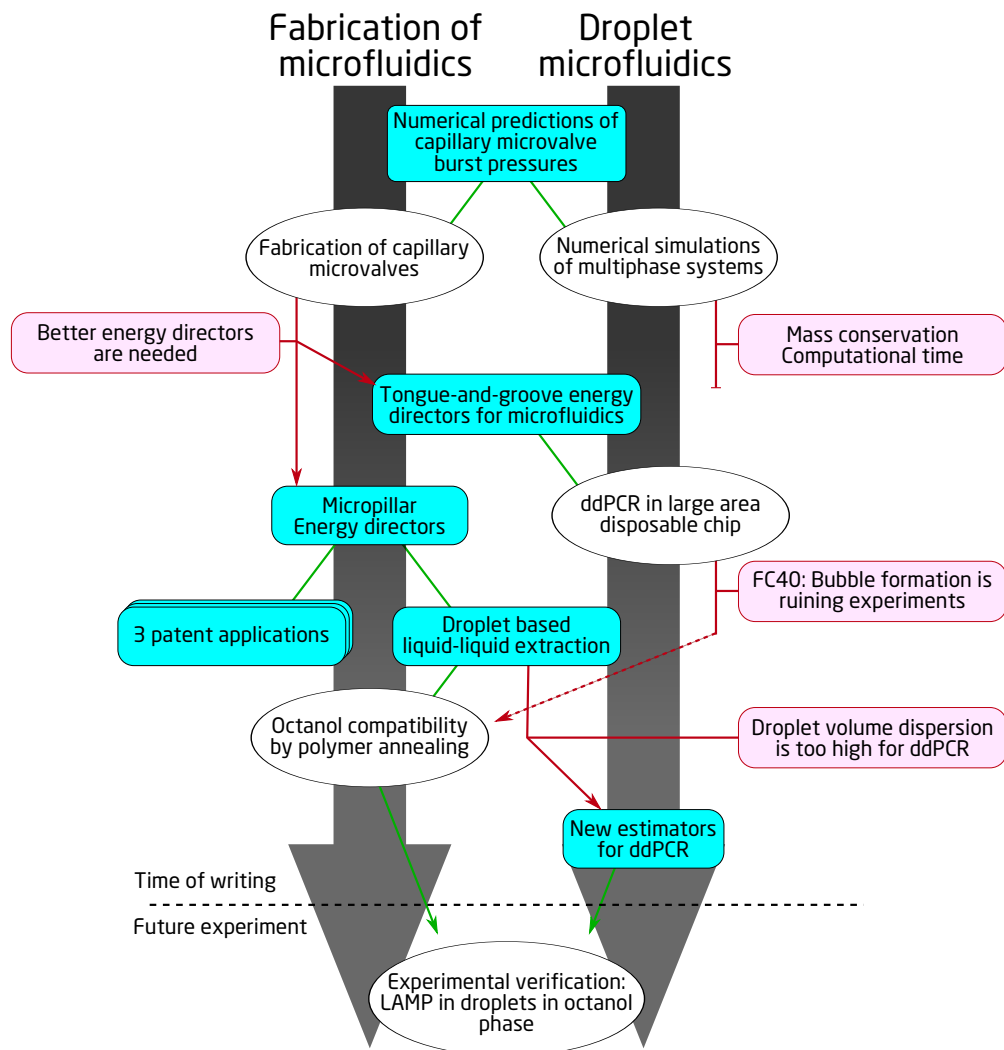 Fabrication of
microfluidics
Droplet
microfluidics
Numerical predictions of
capillary microvalve
burst pressures
Fabrication of capillary
microvalves
Numerical simulations
of multiphase systems
Better energy directors
are needed
Mass conservation
Computational time
Tongue-and-groove energy
directors for microfluidics
Micropillar
Energy directors
ddPCR in large area
disposable chip
FC40: Bubble formation is
ruining experiments
3 patent applications
Droplet based
liquid-liquid extraction
Octanol compatibility
by polymer annealing
Droplet volume dispersion
is too high for ddPCR
New estimators
for ddPCR
Time of writing
Future experiment
Experimental verification:
LAMP in droplets in octanol
phase